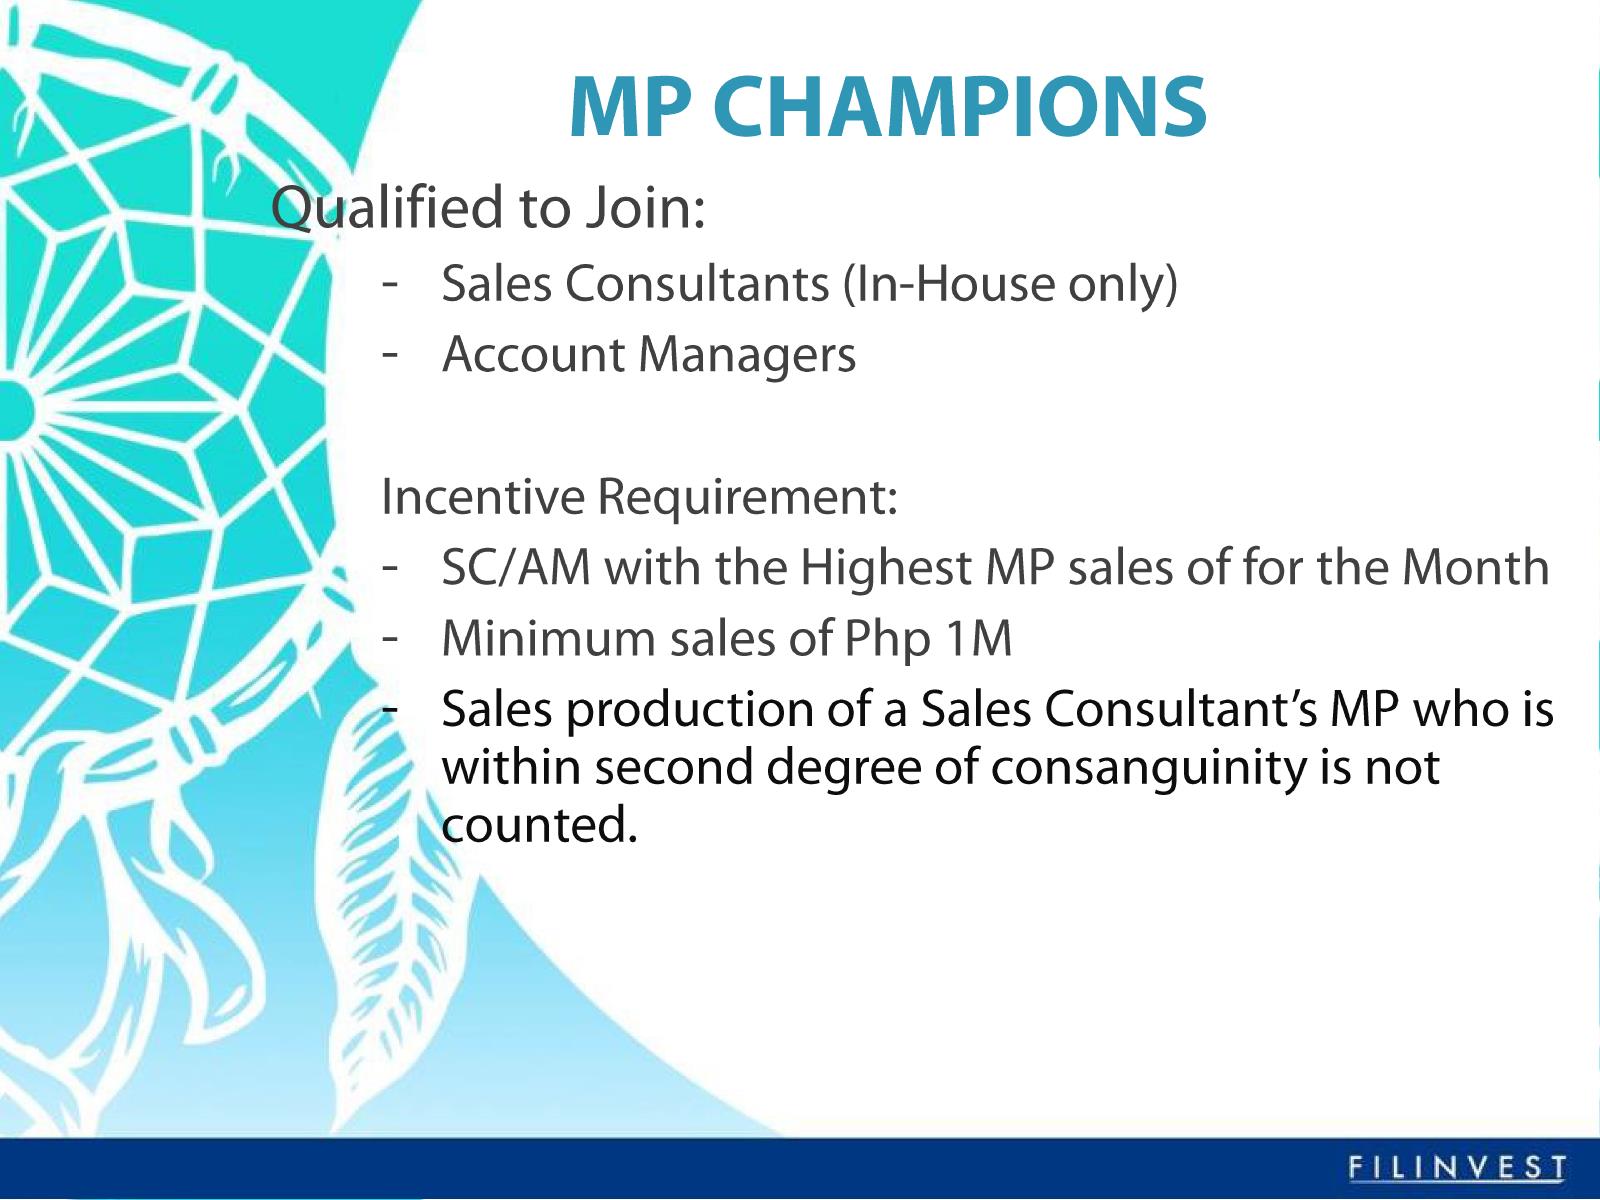 MP CHAMPIONS
Qualified to Join:
- Sales Consultants (In-House only)
- Account Managers
Incentive Requirement:
- SC/AM with the Highest MP sales of for the Month
- Minimum sales of Php 1M
- Sales production of a Sales Consultant’s MP who is
within second degree of consanguinity is not
counted.
FILINVEST